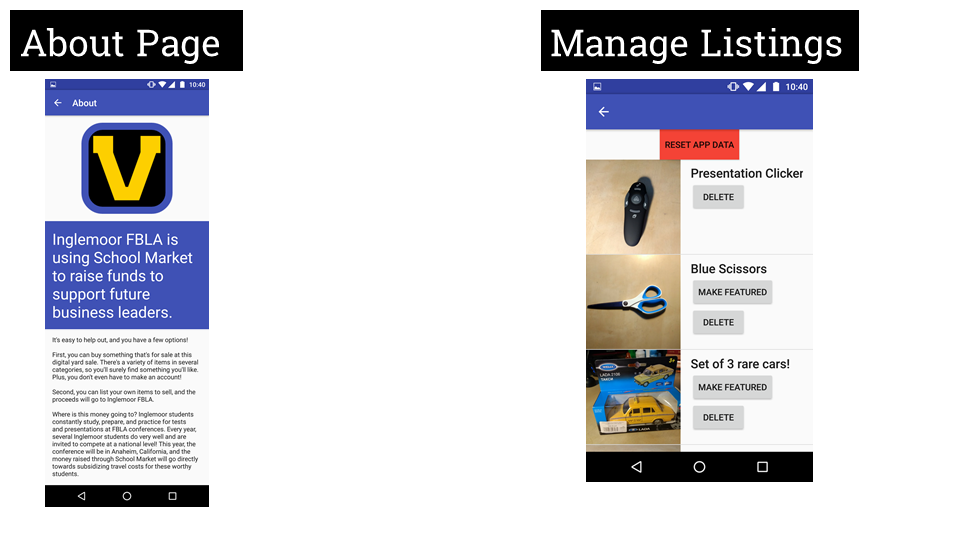 About Page
10:40
About
V
Inglemoor FBLA is
using School Market
to raise funds to
support future
business leaders.
It's easy to help out, and you have a few options!
First, you can buy something that's for sale at this
digital yard sale. There's a variety of items in several
categories, so you'll surely find something you'll like.
Plus, you don't even have to make an account!
Second, you can list your own items to sell, and the
proceeds will go to Inglemoor FBLA.
Where is this money going to? Inglemoor students
constantly study, prepare, and practice for tests
and presentations at FBLA conferences. Every year,
several Inglemoor students do very well and are
invited to compete at a national level! This year, the
conference will be in Anaheim, California, and the
money raised through School Market will go directly
towards subsidizing travel costs for these worthy
students.
Manage Listings
10:40
RESET APP DATA
Presentation Clicker
DELETE
Blue Scissors
MAKE FEATURED
DELETE
Set of 3 rare cars!
MAKE FEATURED
DELETE